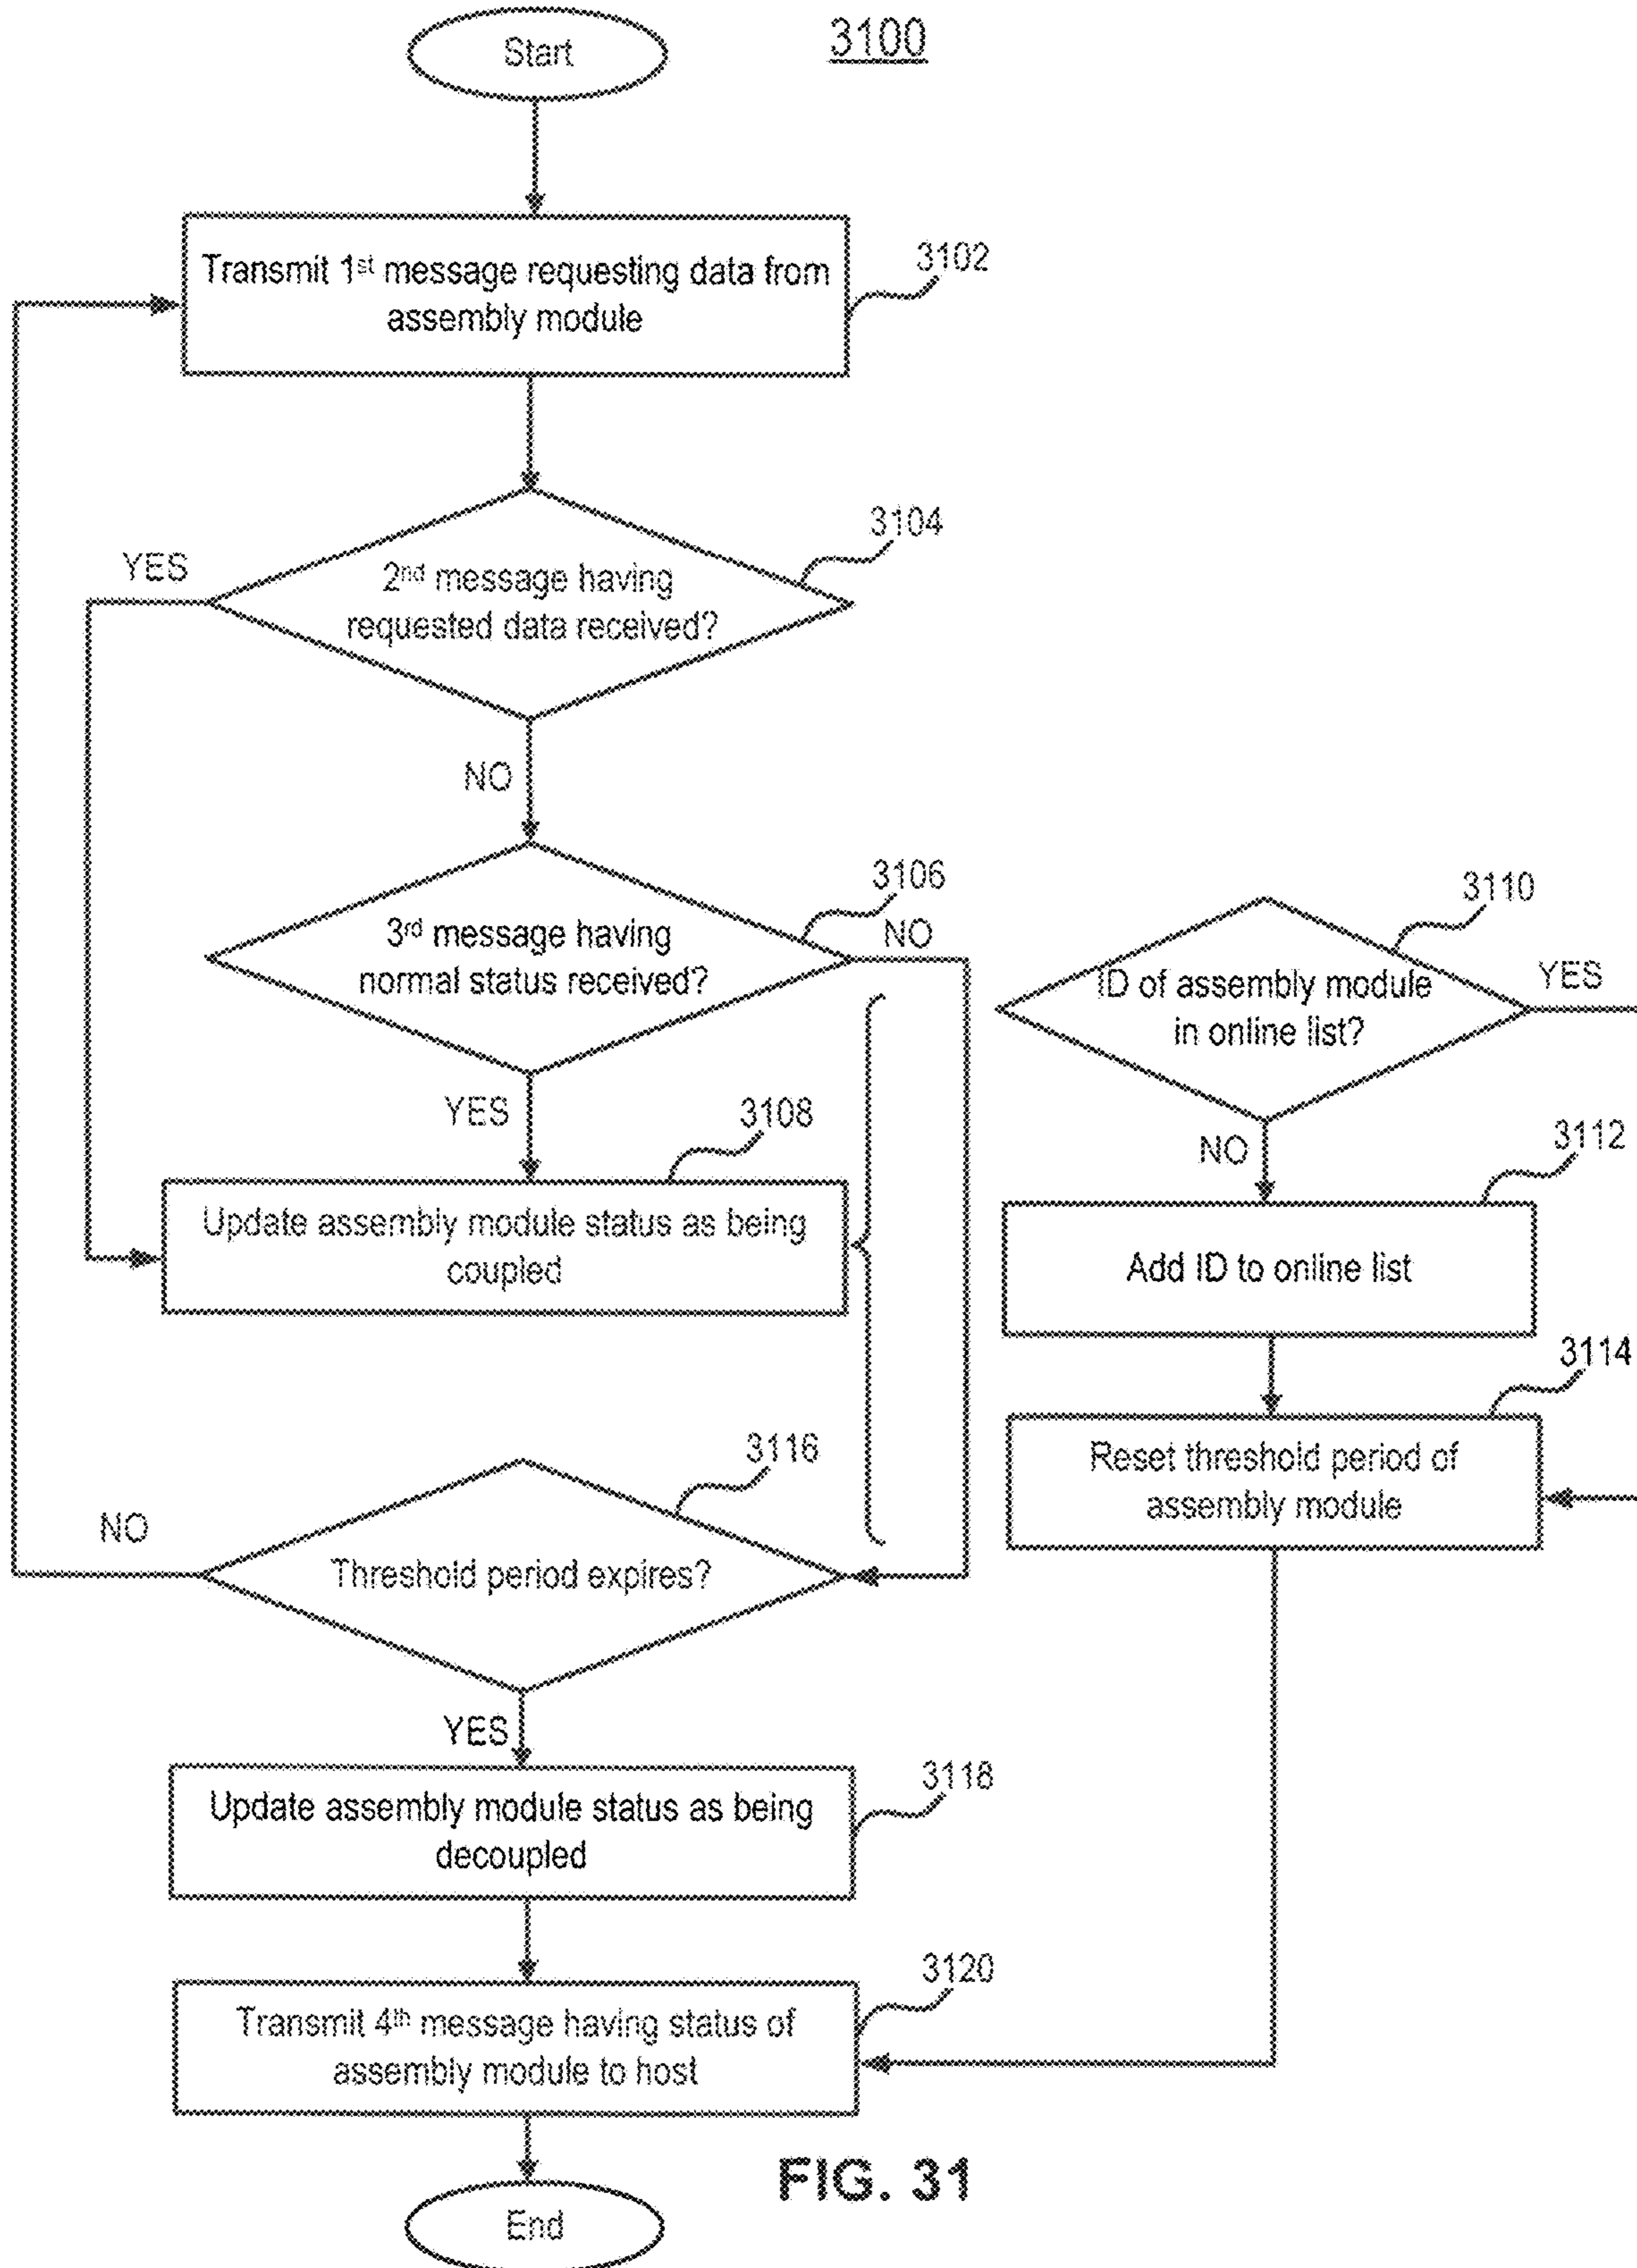 Start
3100
Transmit 1st message requesting data from
assembly module
3102
3104
YES
2nd message having
requested data received?
NO
3106
3rd message having
normal status received?
NO
YES
3108
Update assembly module status as being
coupled
3110
ID of assembly module
in online list?
YES
NO
3112
Add ID to online list
3114
Reset threshold period of
assembly module
3116
NO
Threshold period expires?
YES
3118
Update assembly module status as being
decoupled
3120
Transmit 4th message having status of
assembly module to host
End
FIG. 31